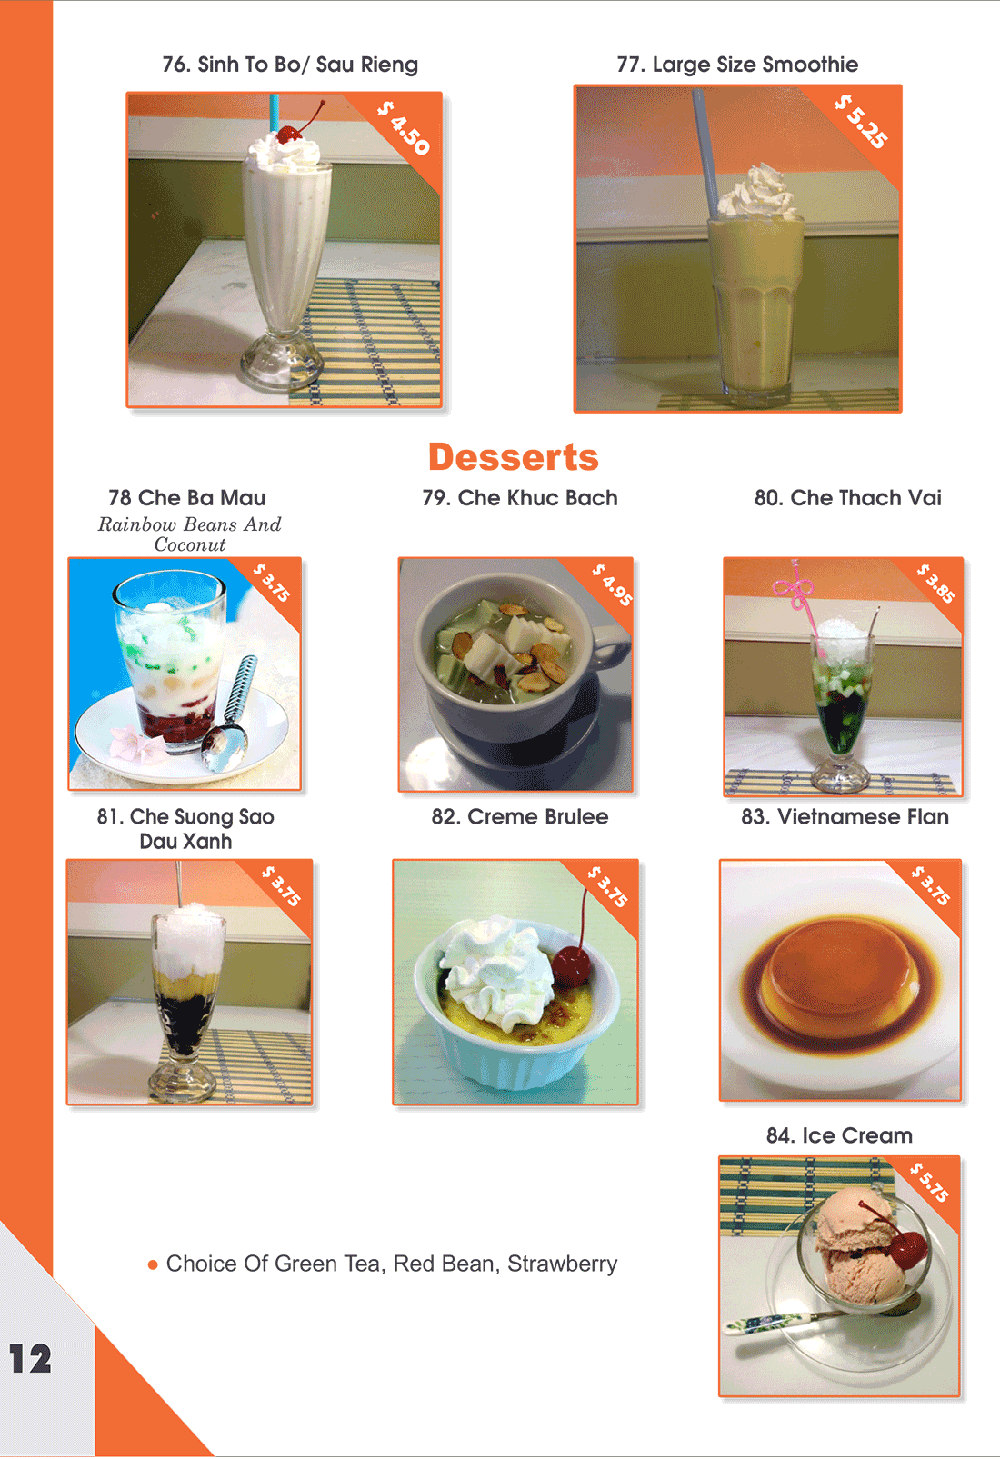 76. Sinh To Bo/ Sau Rieng
$ 4.50
77. Large Size Smoothie
$ 5.25
Desserts
78 Che Ba Mau
Rainbow Beans And
Coconut
$ 3.75
79. Che Khuc Bach
$ 4.95
80. Che Thach Vai
$ 3.85
81. Che Suong Sao
Dau Xanh
$ 3.75
82. Creme Brulee
$ 3.75
83. Vietnamese Flan
$ 3.75
84. Ice Cream
$ 5.75
• Choice Of Green Tea, Red Bean, Strawberry
12